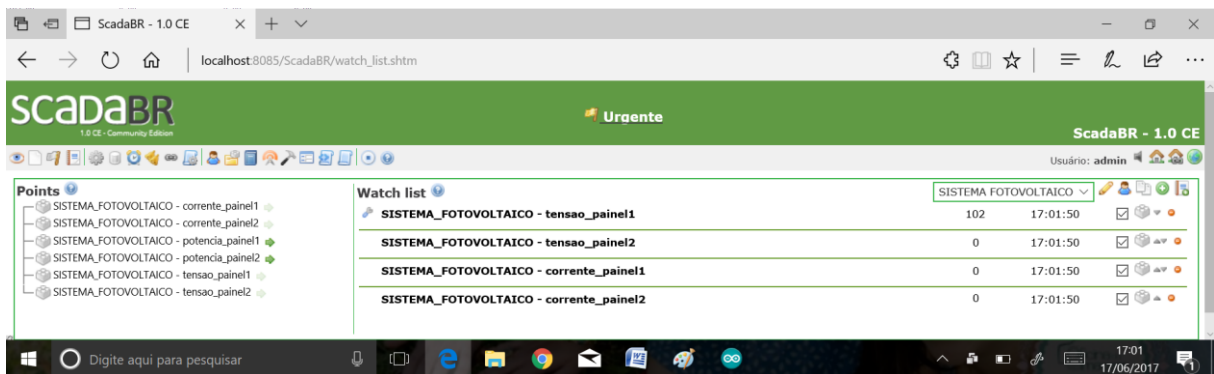 ScadaBR - 1.0 CE
localhost:8085/ScadaBR/watch_list.shtm
scadaBR
1.0 CE - Community Edition
Urgente
ScadaBR - 1.0 CE
Usuário: admin
Points
SISTEMA_FOTOVOLTAICO - corrente_painel1
SISTEMA_FOTOVOLTAICO - corrente_painel2
SISTEMA_FOTOVOLTAICO - potencia_painel1
SISTEMA_FOTOVOLTAICO - potencia_painel2
SISTEMA_FOTOVOLTAICO - tensao_painel1
SISTEMA_FOTOVOLTAICO - tensao_painel2
Watch list
SISTEMA FOTOVOLTAICO
SISTEMA_FOTOVOLTAICO - tensao_painel1 102 17:01:50
SISTEMA_FOTOVOLTAICO - tensao_painel2 0 17:01:50
SISTEMA_FOTOVOLTAICO - corrente_painel1 0 17:01:50
SISTEMA_FOTOVOLTAICO - corrente_painel2 0 17:01:50
Digite aqui para pesquisar
17:01
17/06/2017
1